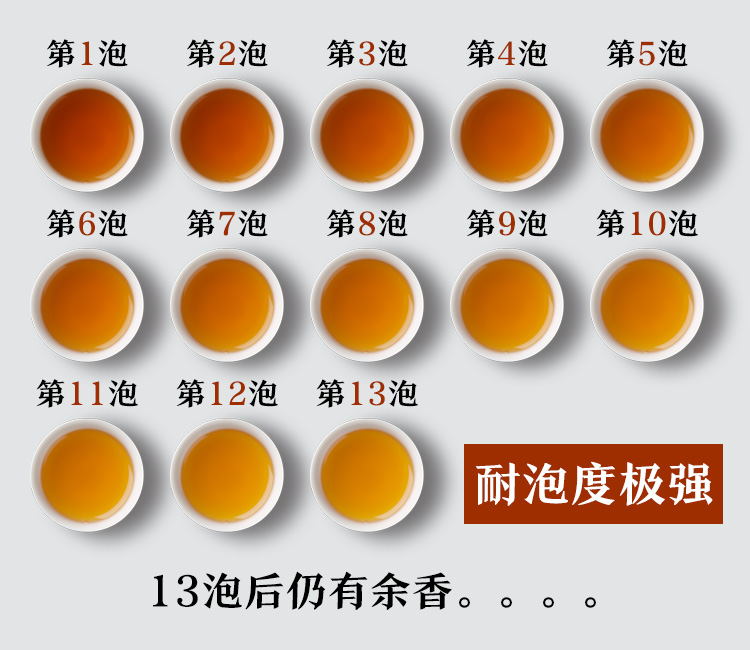 第1泡 第2泡 第3泡 第4泡 第5泡
第6泡 第7泡 第8泡 第9泡 第10泡
第11泡 第12泡 第13泡
耐泡度极强
13泡后仍有余香。。。。